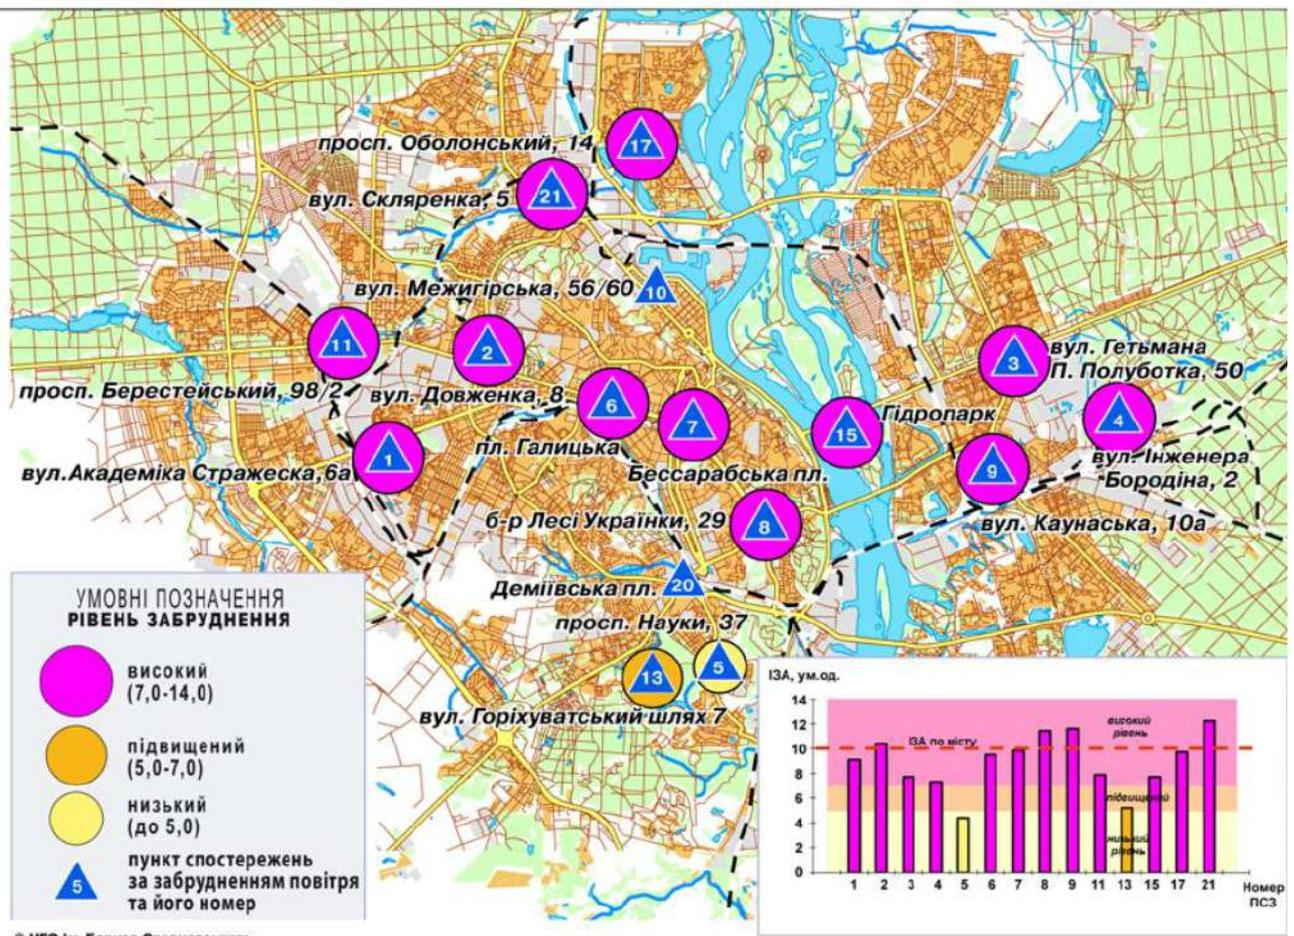 просп. Оболонський, 14
17
вул. Скляренка, 5
21
вул. Межигірська, 56/60
10
11
2
3
вул. Гетьмана
П. Полуботка, 50
просп. Берестейський, 98/2
вул. Довженка, 8
6
7
15
Гідропарк
4
пл. Галицька
1
вул.Академіка Стражеска,6а
Бессарабська пл.
9
вул. Інженера
Бородіна, 2
б-р Лесі Українки, 29
8
вул. Каунаська, 10а
Деміївська пл.
20
просп. Науки, 37
13
5
вул. Горіхуватський шлях 7
УМОВНІ ПОЗНАЧЕННЯ
РІВЕНЬ ЗАБРУДНЕННЯ
високий
(7,0-14,0)
підвищений
(5,0-7,0)
низький
(до 5,0)
5
пункт спостережень
за забрудненням повітря
та його номер
ІЗА, ум.од.
14
12
10
8
6
4
2
0
ІЗА по місту
високий
рівень
підвищений
низький
рівень
1 2 3 4 5 6 7 8 9 11 13 15 17 21
Номер
ПСЗ